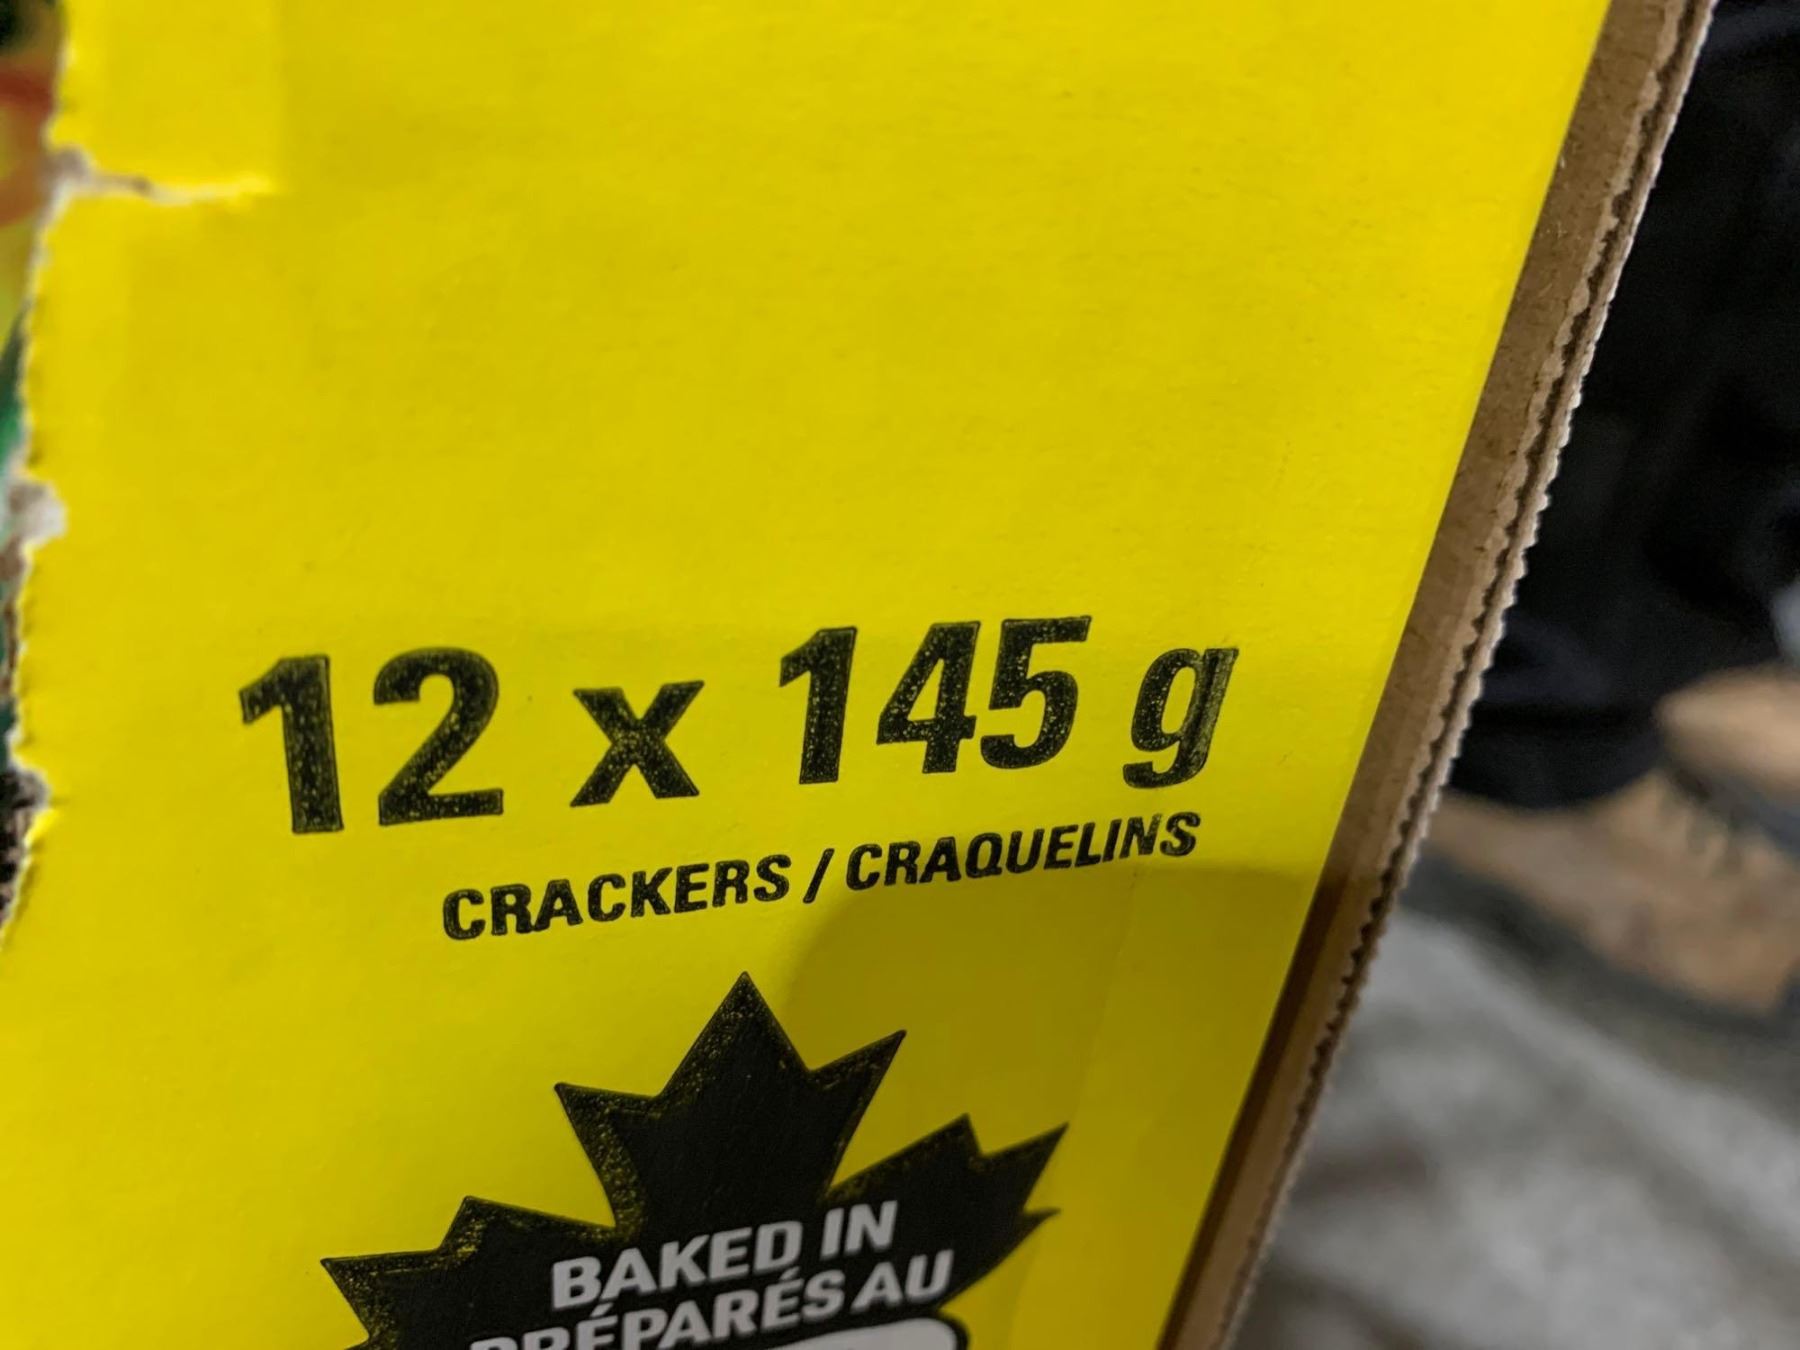 12 x 145 g
CRACKERS / CRAQUELINS
BAKED IN
PRÉPARÉS AU